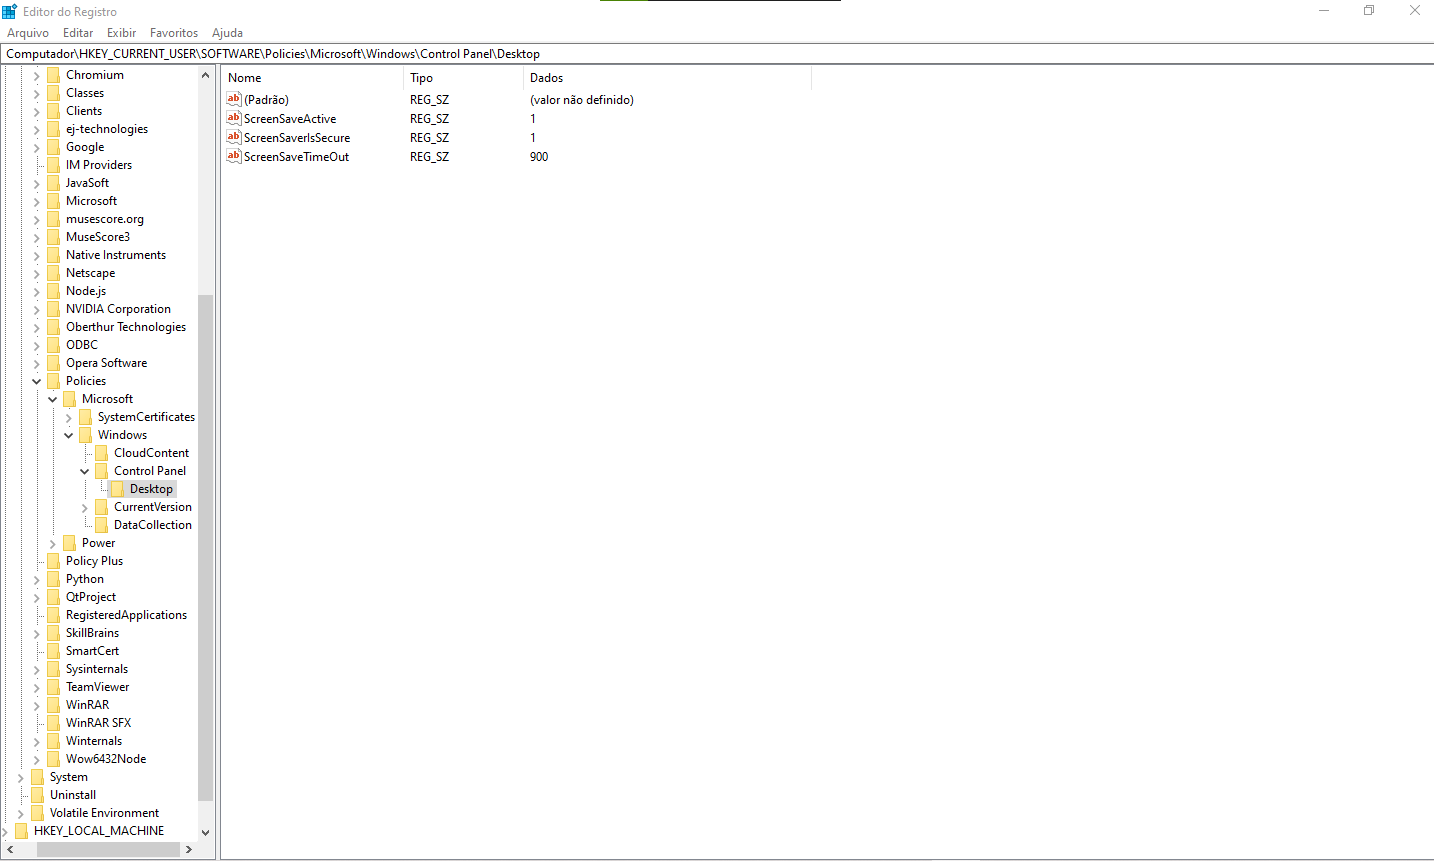 Editor do Registro
Arquivo Editar Exibir Favoritos Ajuda
Computador\HKEY_CURRENT_USER\SOFTWARE\Policies\Microsoft\Windows\Control Panel\Desktop
Chromium
Classes
Clients
ej-technologies
Google
IM Providers
JavaSoft
Microsoft
musescore.org
MuseScore3
Native Instruments
Netscape
Node.js
NVIDIA Corporation
Oberthur Technologies
ODBC
Opera Software
Policies
Microsoft
SystemCertificates
Windows
CloudContent
Control Panel
Desktop
CurrentVersion
DataCollection
Power
Policy Plus
Python
QtProject
RegisteredApplications
SkillBrains
SmartCert
Sysinternals
TeamViewer
WinRAR
WinRAR SFX
Winternals
Wow6432Node
System
Uninstall
Volatile Environment
HKEY_LOCAL_MACHINE
Nome Tipo Dados
(Padrão) REG_SZ (valor não definido)
ScreenSaveActive REG_SZ 1
ScreenSaverIsSecure REG_SZ 1
ScreenSaveTimeOut REG_SZ 900